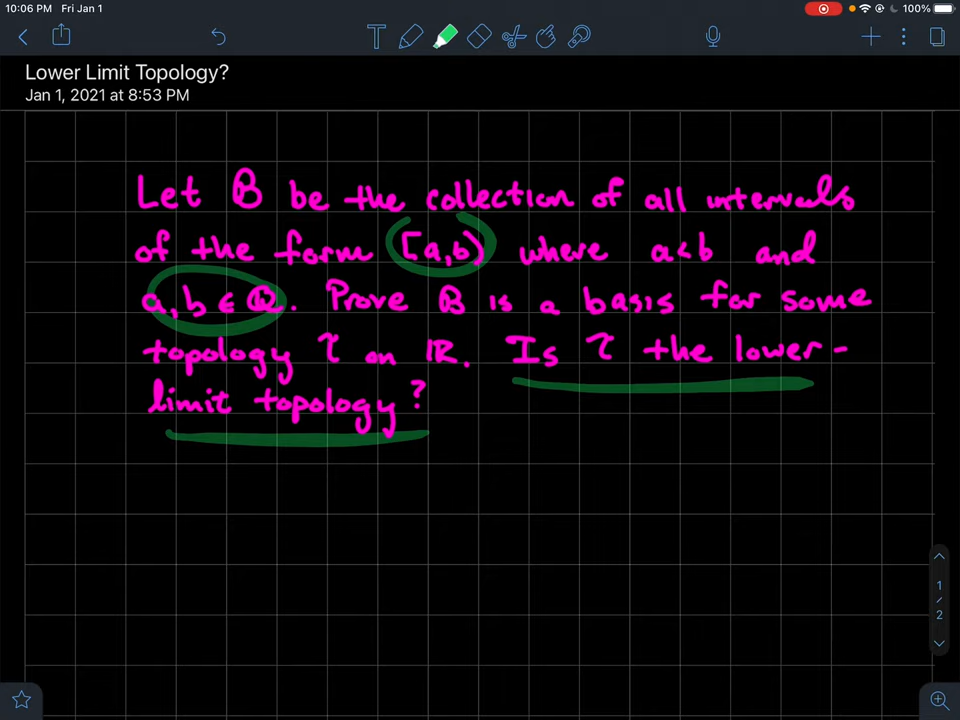 10:06 PM Fri Jan 1
100%
T
Lower Limit Topology?
Jan 1, 2021 at 8:53 PM
Let B be the collection of all intervals
of the form [a,b) where a<b and
a, b ∈ ℚ. Prove B is a basis for some
topology τ on ℝ. Is τ the lower-
limit topology?
1
/
2